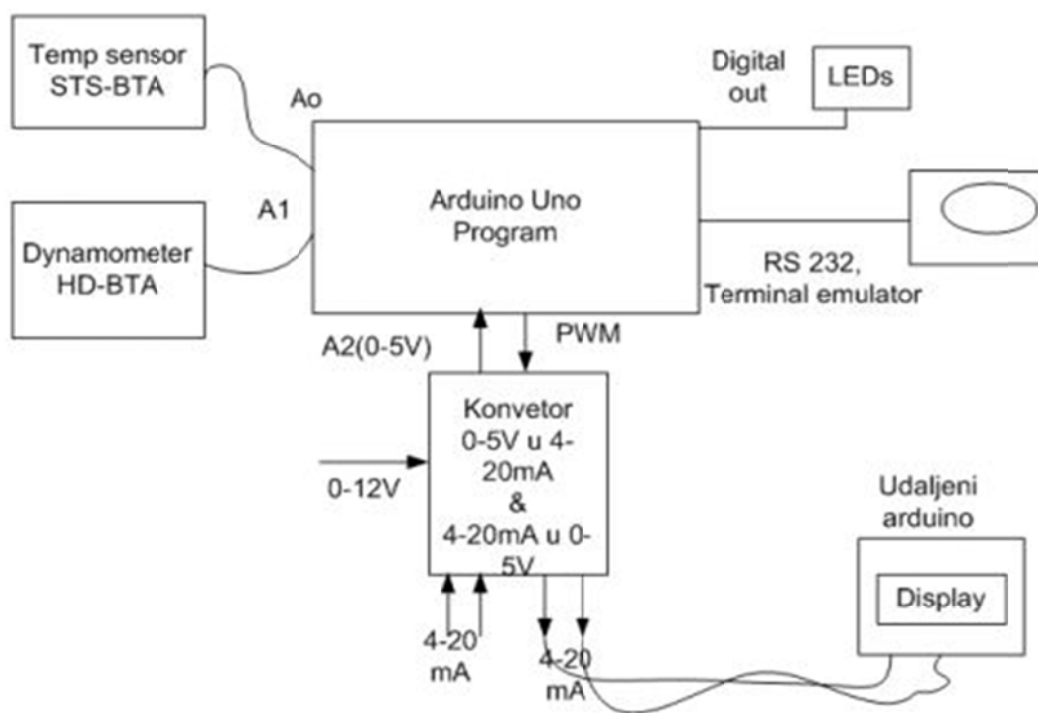 Temp sensor
STS-BTA
Ao
Digital
out
LEDs
A1
Arduino Uno
Program
Dynamometer
HD-BTA
RS 232,
Terminal emulator
A2(0-5V)
PWM
Konvetor
0-5V u 4-
20mA
&
4-20mA u 0-
5V
0-12V
Udaljeni
arduino
Display
4-20
mA
4-20
mA